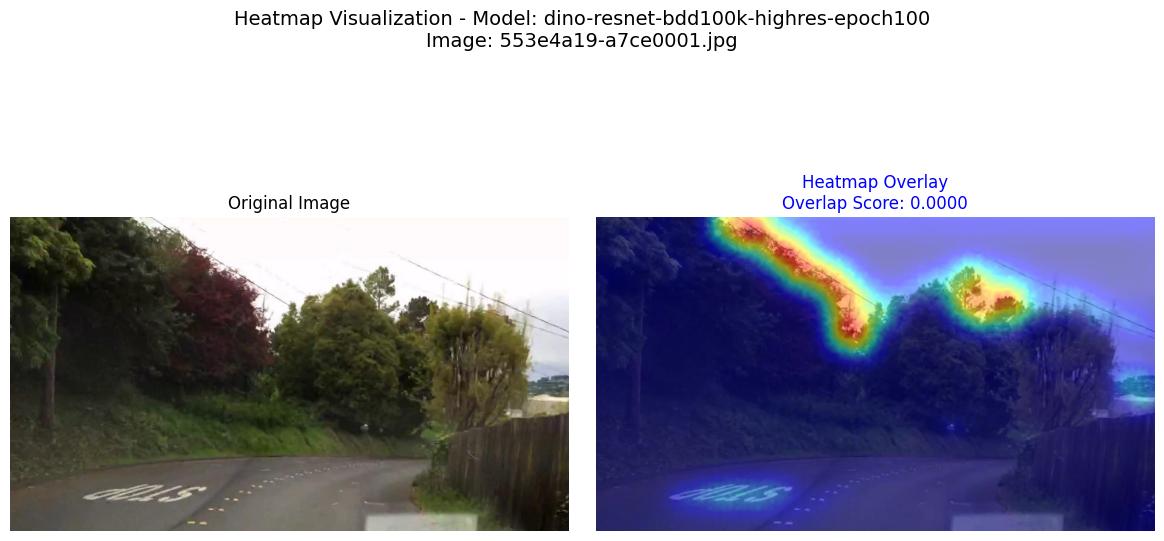 Heatmap Visualization - Model: dino-resnet-bdd100k-highres-epoch100
Image: 553e4a19-a7ce0001.jpg
Original Image
Heatmap Overlay
Overlap Score: 0.0000
STOP
STOP